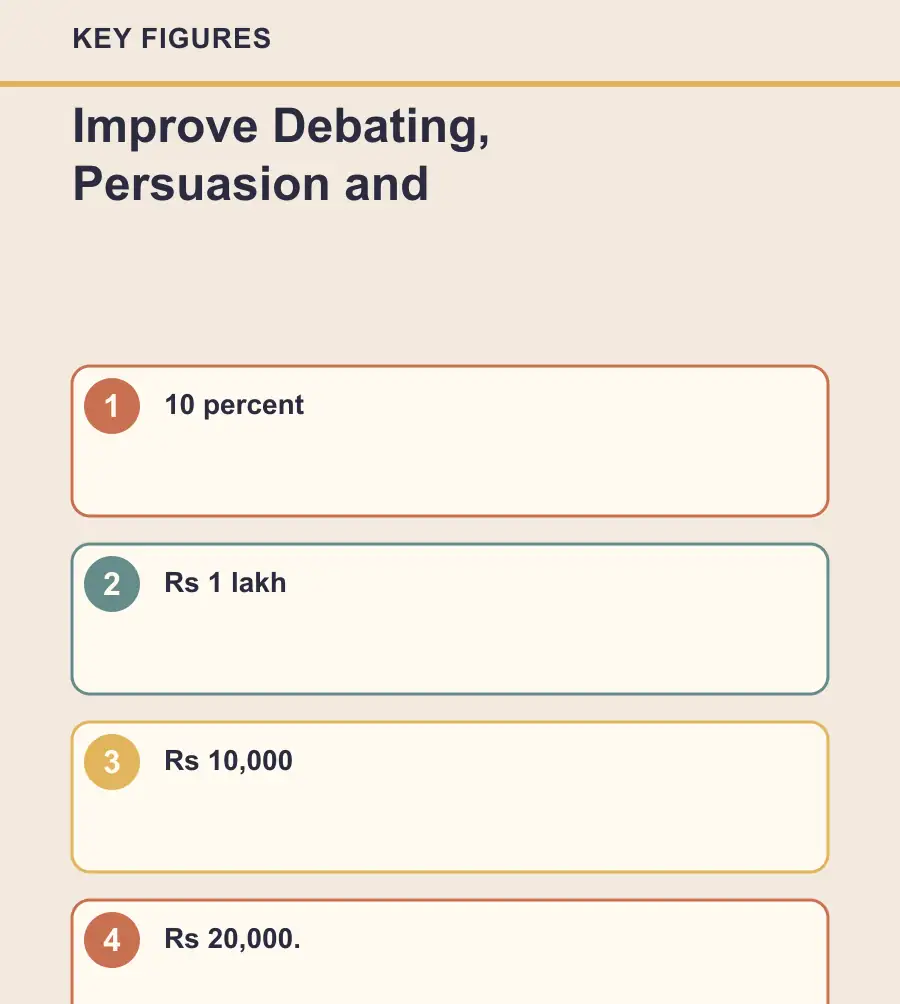 KEY FIGURES
Improve Debating,
Persuasion and
1 10 percent
2 Rs 1 lakh
3 Rs 10,000
4 Rs 20,000.